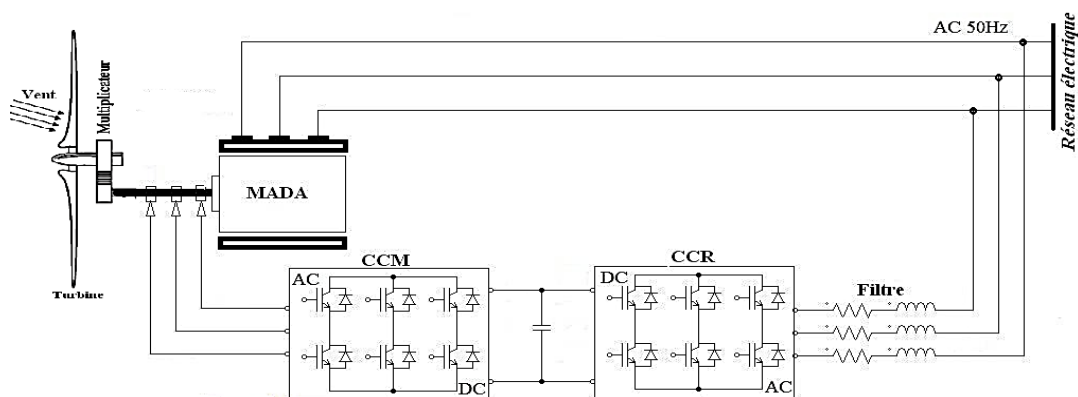 AC 50Hz
Réseau électrique
Vent
Multiplicateur
MADA
Turbine
CCM
AC
DC
CCR
DC
AC
Filtre